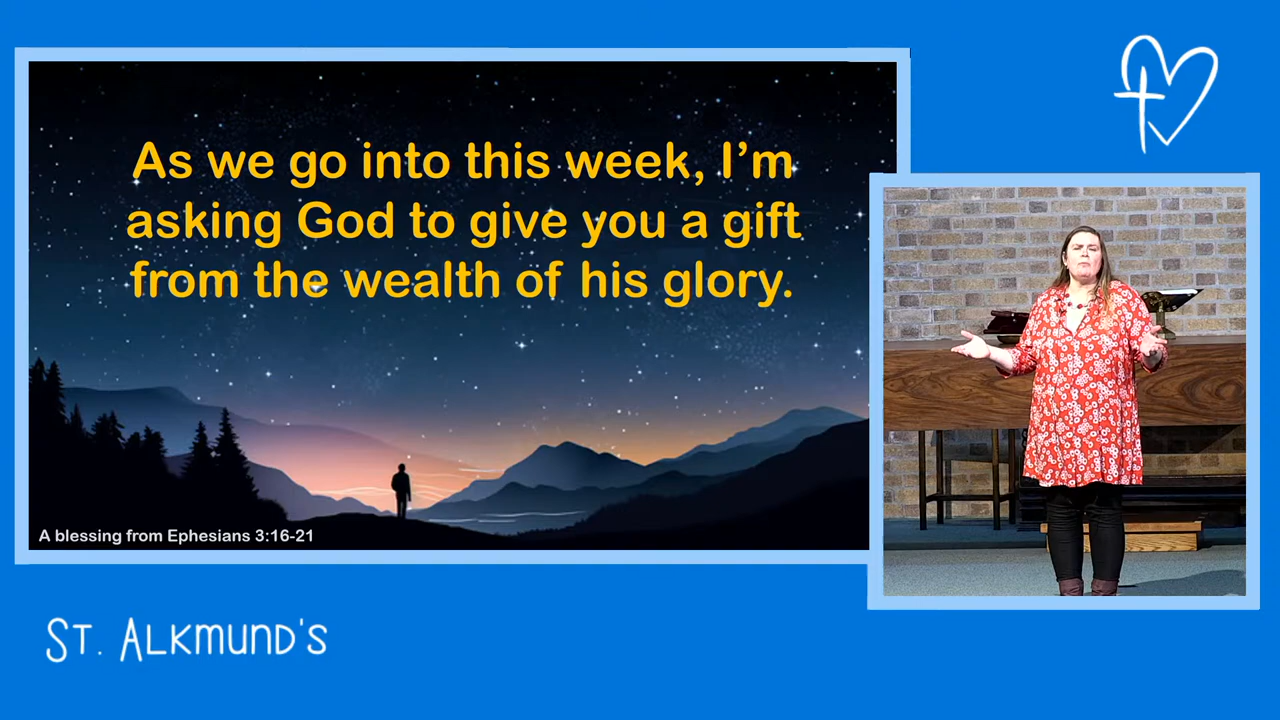 As we go into this week, I’m
asking God to give you a gift
from the wealth of his glory.
A blessing from Ephesians 3:16-21
ST. ALKMUND'S